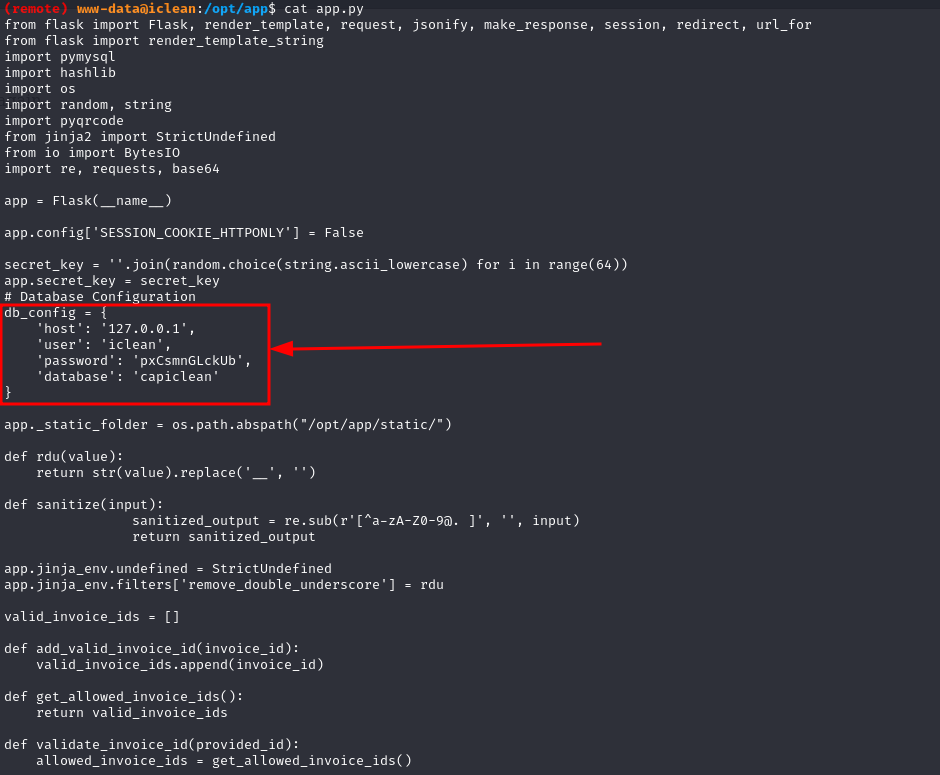 (remote) www-data@iclean:/opt/app$ cat app.py
from flask import Flask, render_template, request, jsonify, make_response, session, redirect, url_for
from flask import render_template_string
import pymysql
import hashlib
import os
import random, string
import pyqrcode
from jinja2 import StrictUndefined
from io import BytesIO
import re, requests, base64

app = Flask(__name__)

app.config['SESSION_COOKIE_HTTPONLY'] = False

secret_key = ''.join(random.choice(string.ascii_lowercase) for i in range(64))
app.secret_key = secret_key
# Database Configuration
db_config = {
    'host': '127.0.0.1',
    'user': 'iclean',
    'password': 'pxCsmnGLckUb',
    'database': 'capiclean'
}

app._static_folder = os.path.abspath("/opt/app/static/")

def rdu(value):
    return str(value).replace('__', '')

def sanitize(input):
                sanitized_output = re.sub(r'[^a-zA-Z0-9@. ]', '', input)
                return sanitized_output

app.jinja_env.undefined = StrictUndefined
app.jinja_env.filters['remove_double_underscore'] = rdu

valid_invoice_ids = []

def add_valid_invoice_id(invoice_id):
    valid_invoice_ids.append(invoice_id)

def get_allowed_invoice_ids():
    return valid_invoice_ids

def validate_invoice_id(provided_id):
    allowed_invoice_ids = get_allowed_invoice_ids()